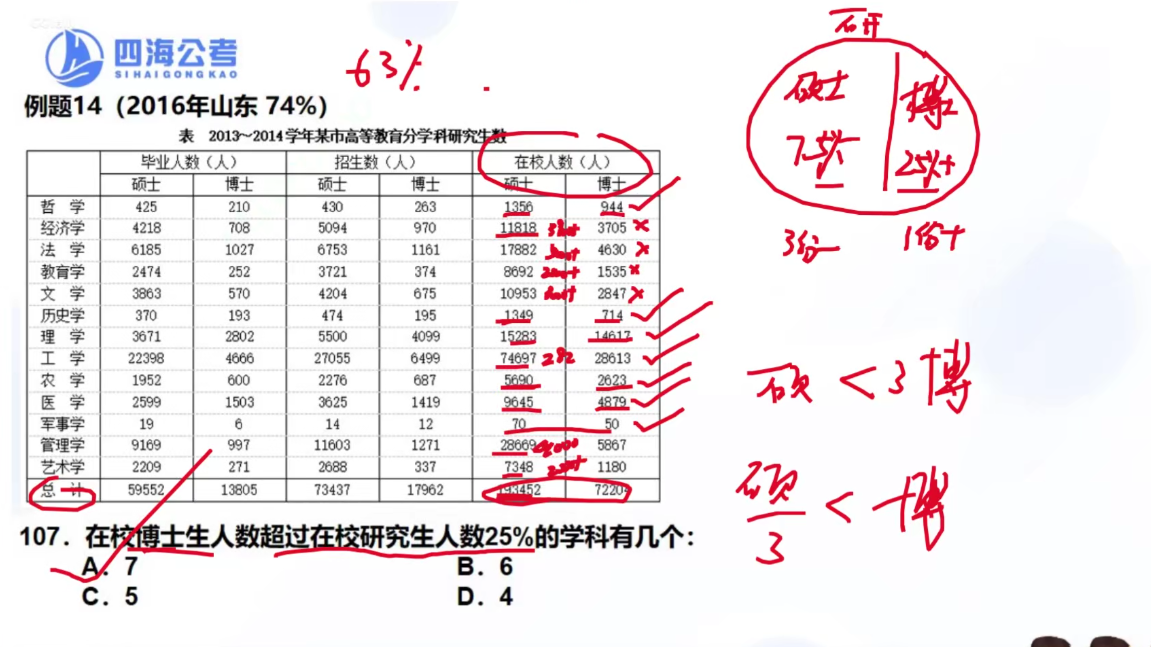 四海公考
SIHAIGONGKAO
63%
例题14（2016年山东 74%）
表 2013～2014学年某市高等教育分学科研究生数
毕业人数（人） 招生数（人） 在校人数（人）
硕士 博士 硕士 博士 硕士 博士
哲 学 425 210 430 263 1356 944
经济学 4218 708 5094 970 11818 3705
法 学 6185 1027 6753 1161 17882 4630
教育学 2474 252 3721 374 8692 1535
文 学 3863 570 4204 675 10953 2847
历史学 370 193 474 195 1349 714
理 学 3671 2802 5500 4099 15283 14617
工 学 22398 4666 27055 6499 74697 282 28613
农 学 1952 600 2276 687 5690 2623
医 学 2599 1503 3625 1419 9645 4879
军事学 19 6 14 12 70 50
管理学 9169 997 11603 1271 28669 5867
艺术学 2209 271 2688 337 7348 1180
总 计 59552 13805 73437 17962 193452 72204
107．在校博士生人数超过在校研究生人数25%的学科有几个：
A．7 B．6
C．5 D．4
研
硕士 博
75%- 25%+
3份- 1份+
硕 < 3博
硕/3 < 博